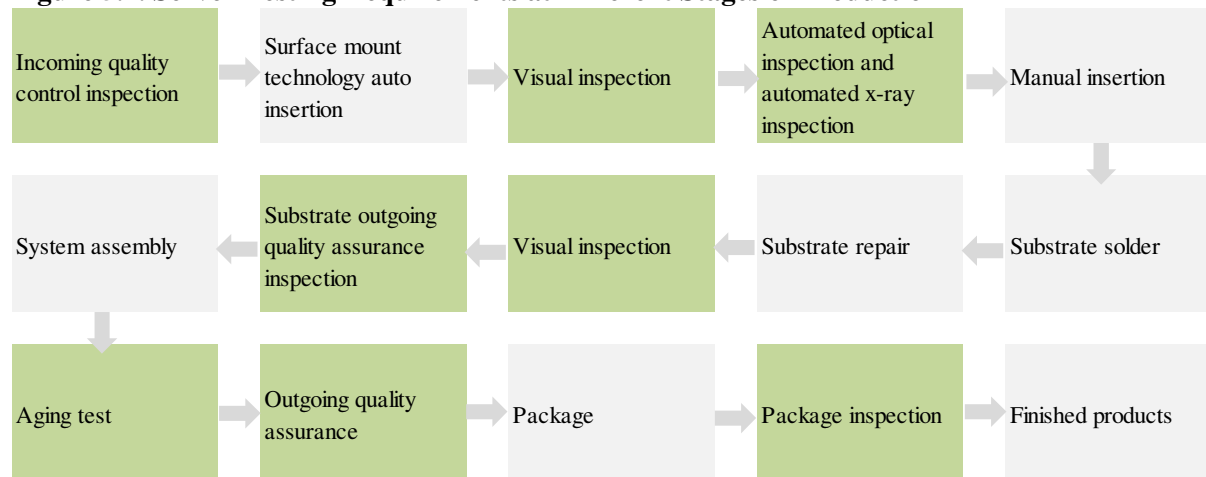 Incoming quality
control inspection
Surface mount
technology auto
insertion
Visual inspection
Automated optical
inspection and
automated x-ray
inspection
Manual insertion
System assembly
Substrate outgoing
quality assurance
inspection
Visual inspection
Substrate repair
Substrate solder
Aging test
Outgoing quality
assurance
Package
Package inspection
Finished products